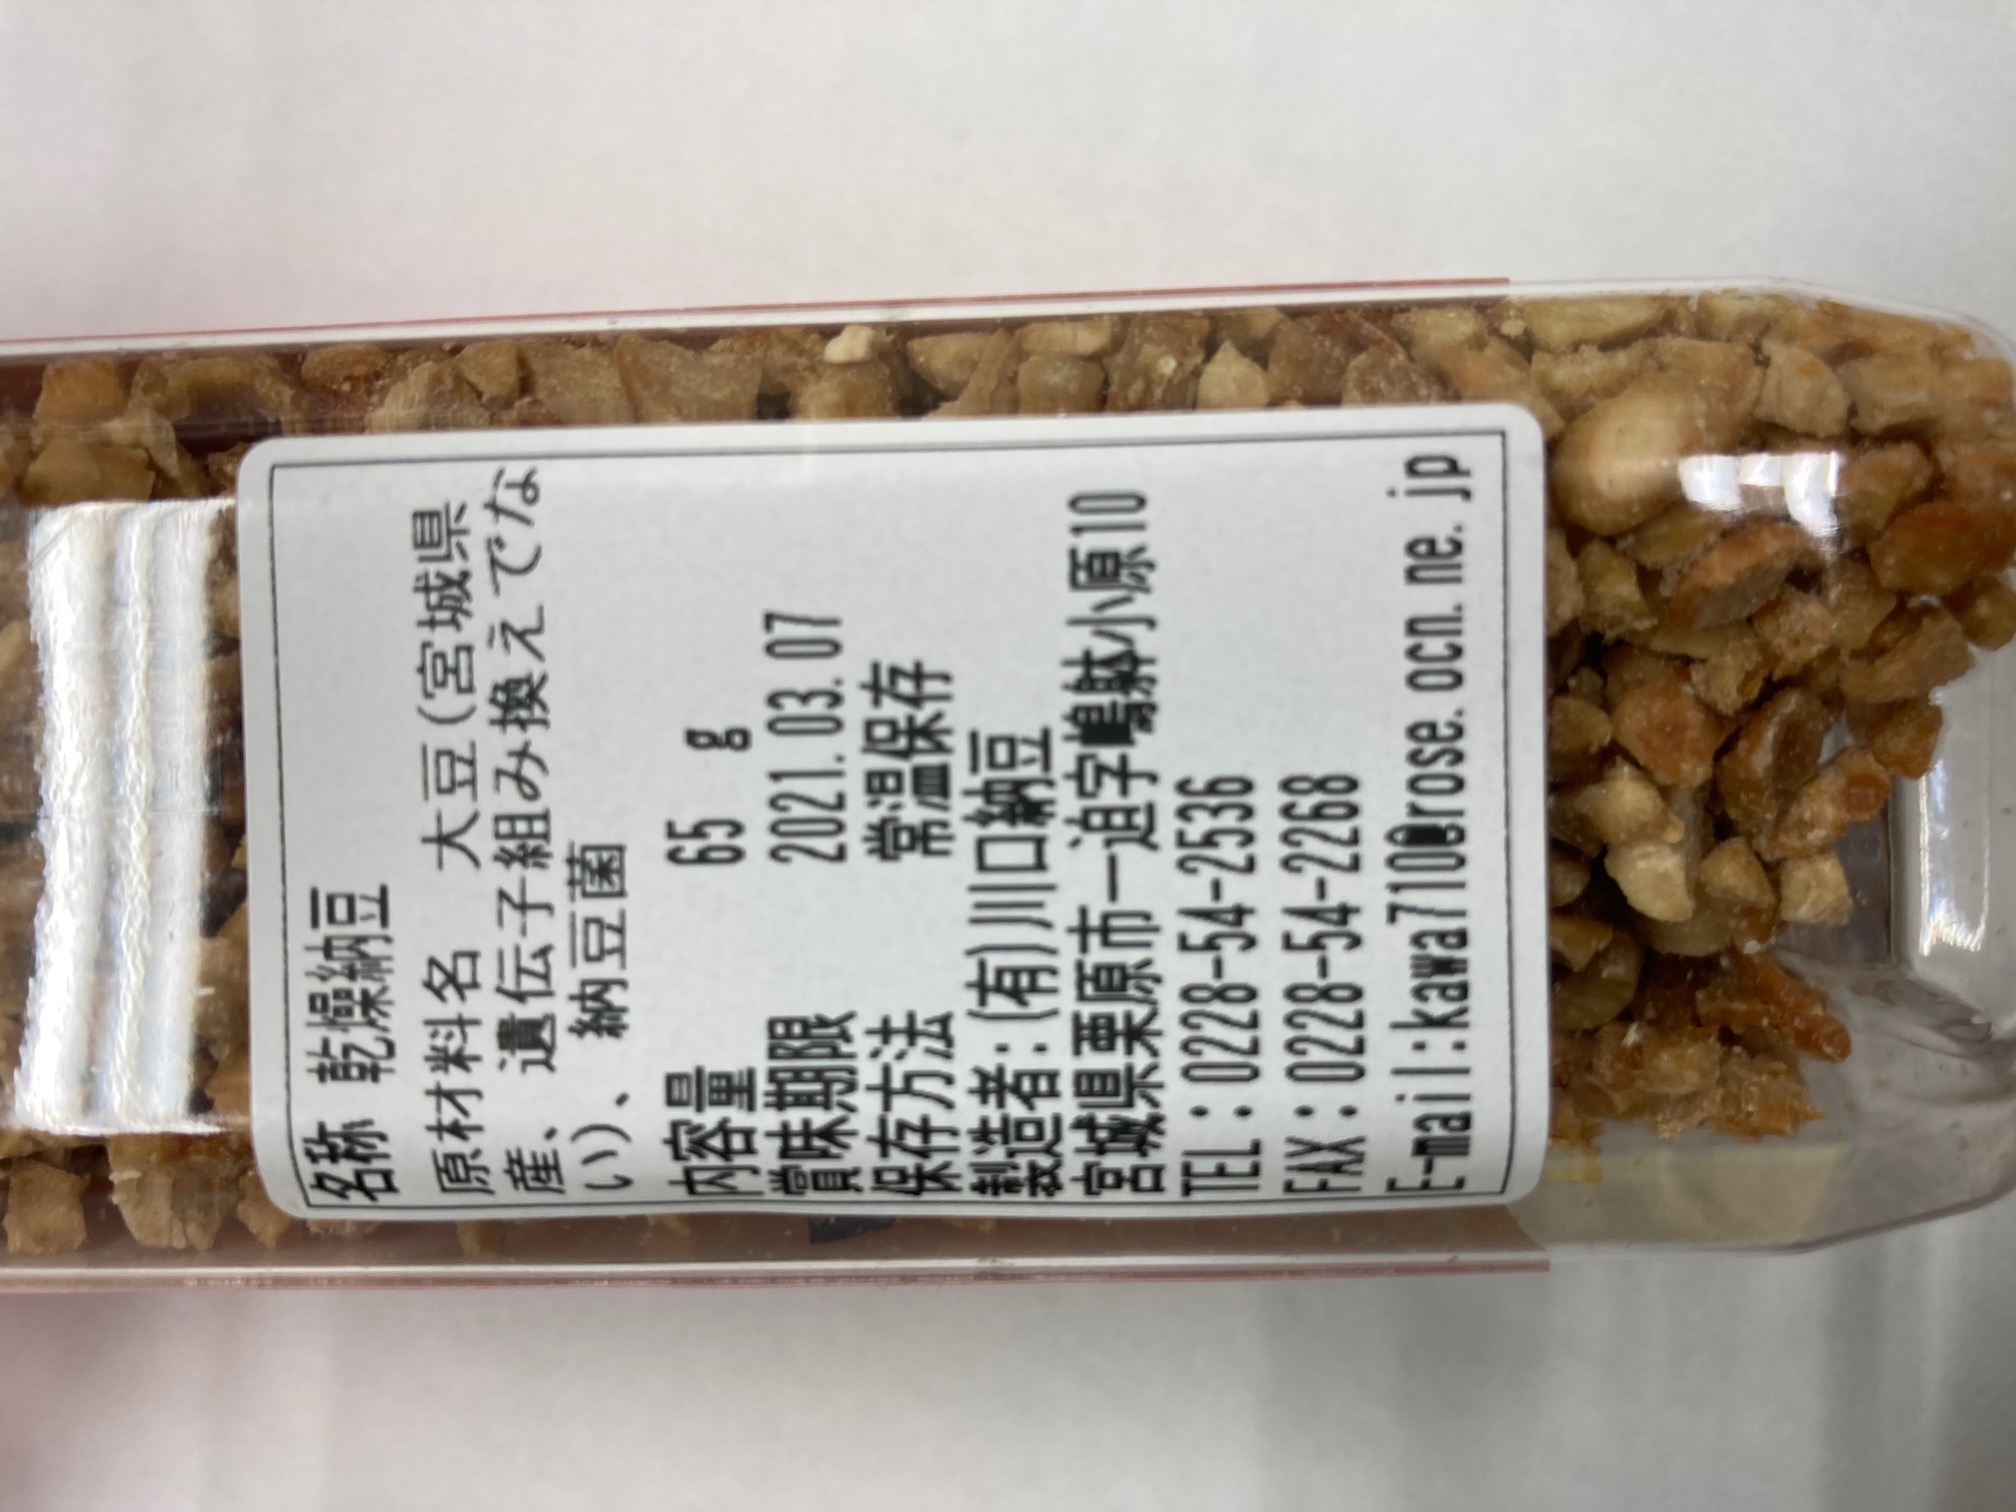 名称 乾燥納豆
原材料名 大豆(宮城県
産、遺伝子組み換えでな
い)、納豆菌
内容量 65 g
賞味期限 2021.03.07
保存方法 常温保存
製造者:(有)川口納豆
宮城県栗原市一迫字嶋躰小原10
TEL:0228-54-2536
FAX:0228-54-2268
E-mail:kawa710@rose.ocn.ne.jp